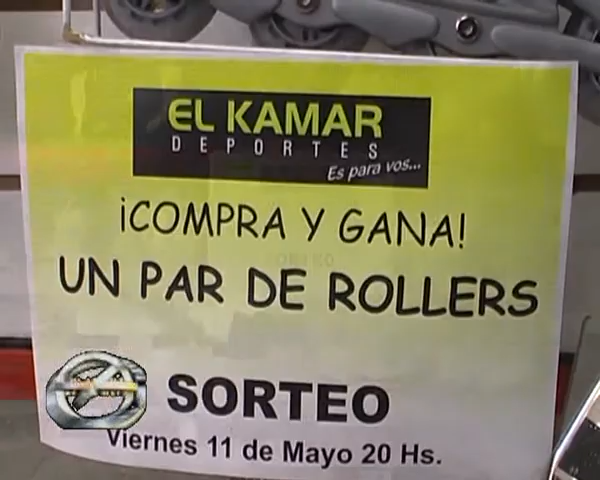 EL KAMAR
DEPORTES
Es para vos...
¡COMPRA Y GANA!
UN PAR DE ROLLERS
SORTEO
Viernes 11 de Mayo 20 Hs.